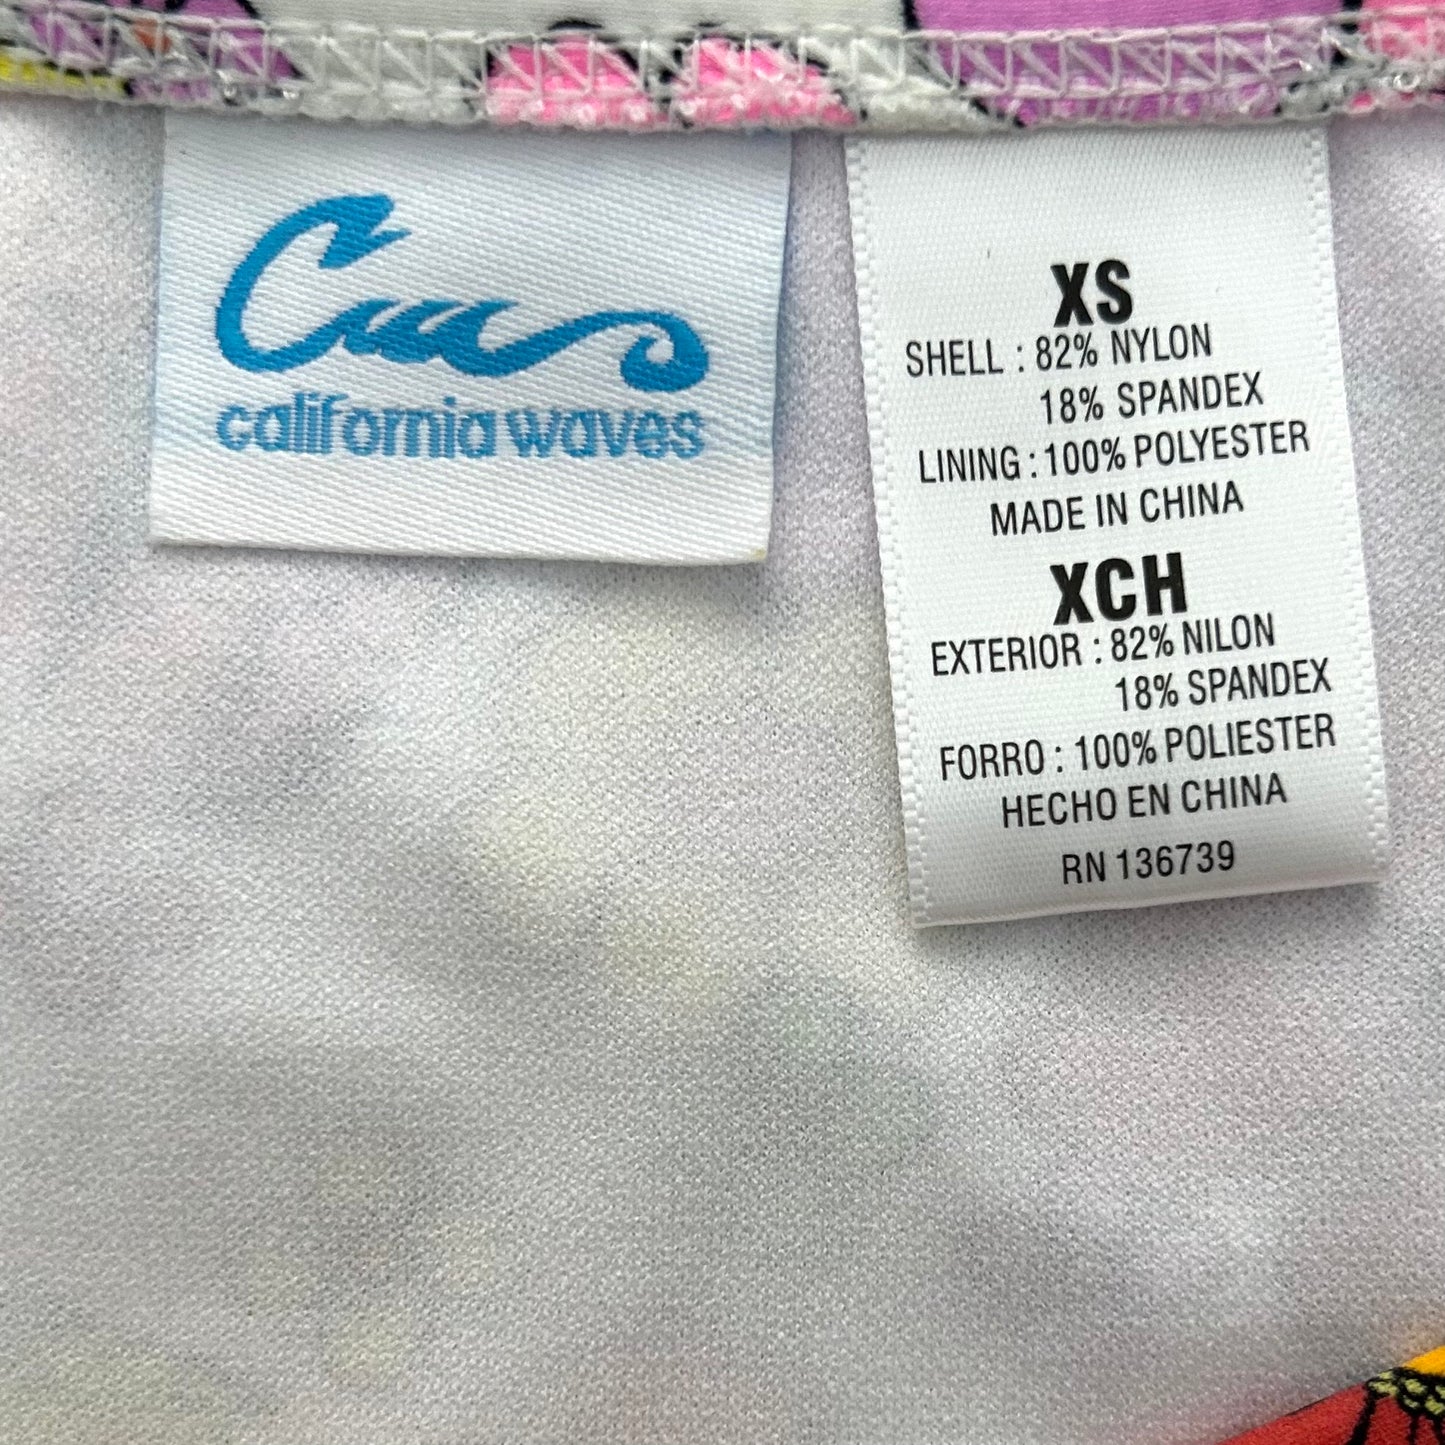 california waves
XS
SHELL : 82% NYLON
18% SPANDEX
LINING : 100% POLYESTER
MADE IN CHINA
XCH
EXTERIOR : 82% NILON
18% SPANDEX
FORRO : 100% POLIESTER
HECHO EN CHINA
RN 136739